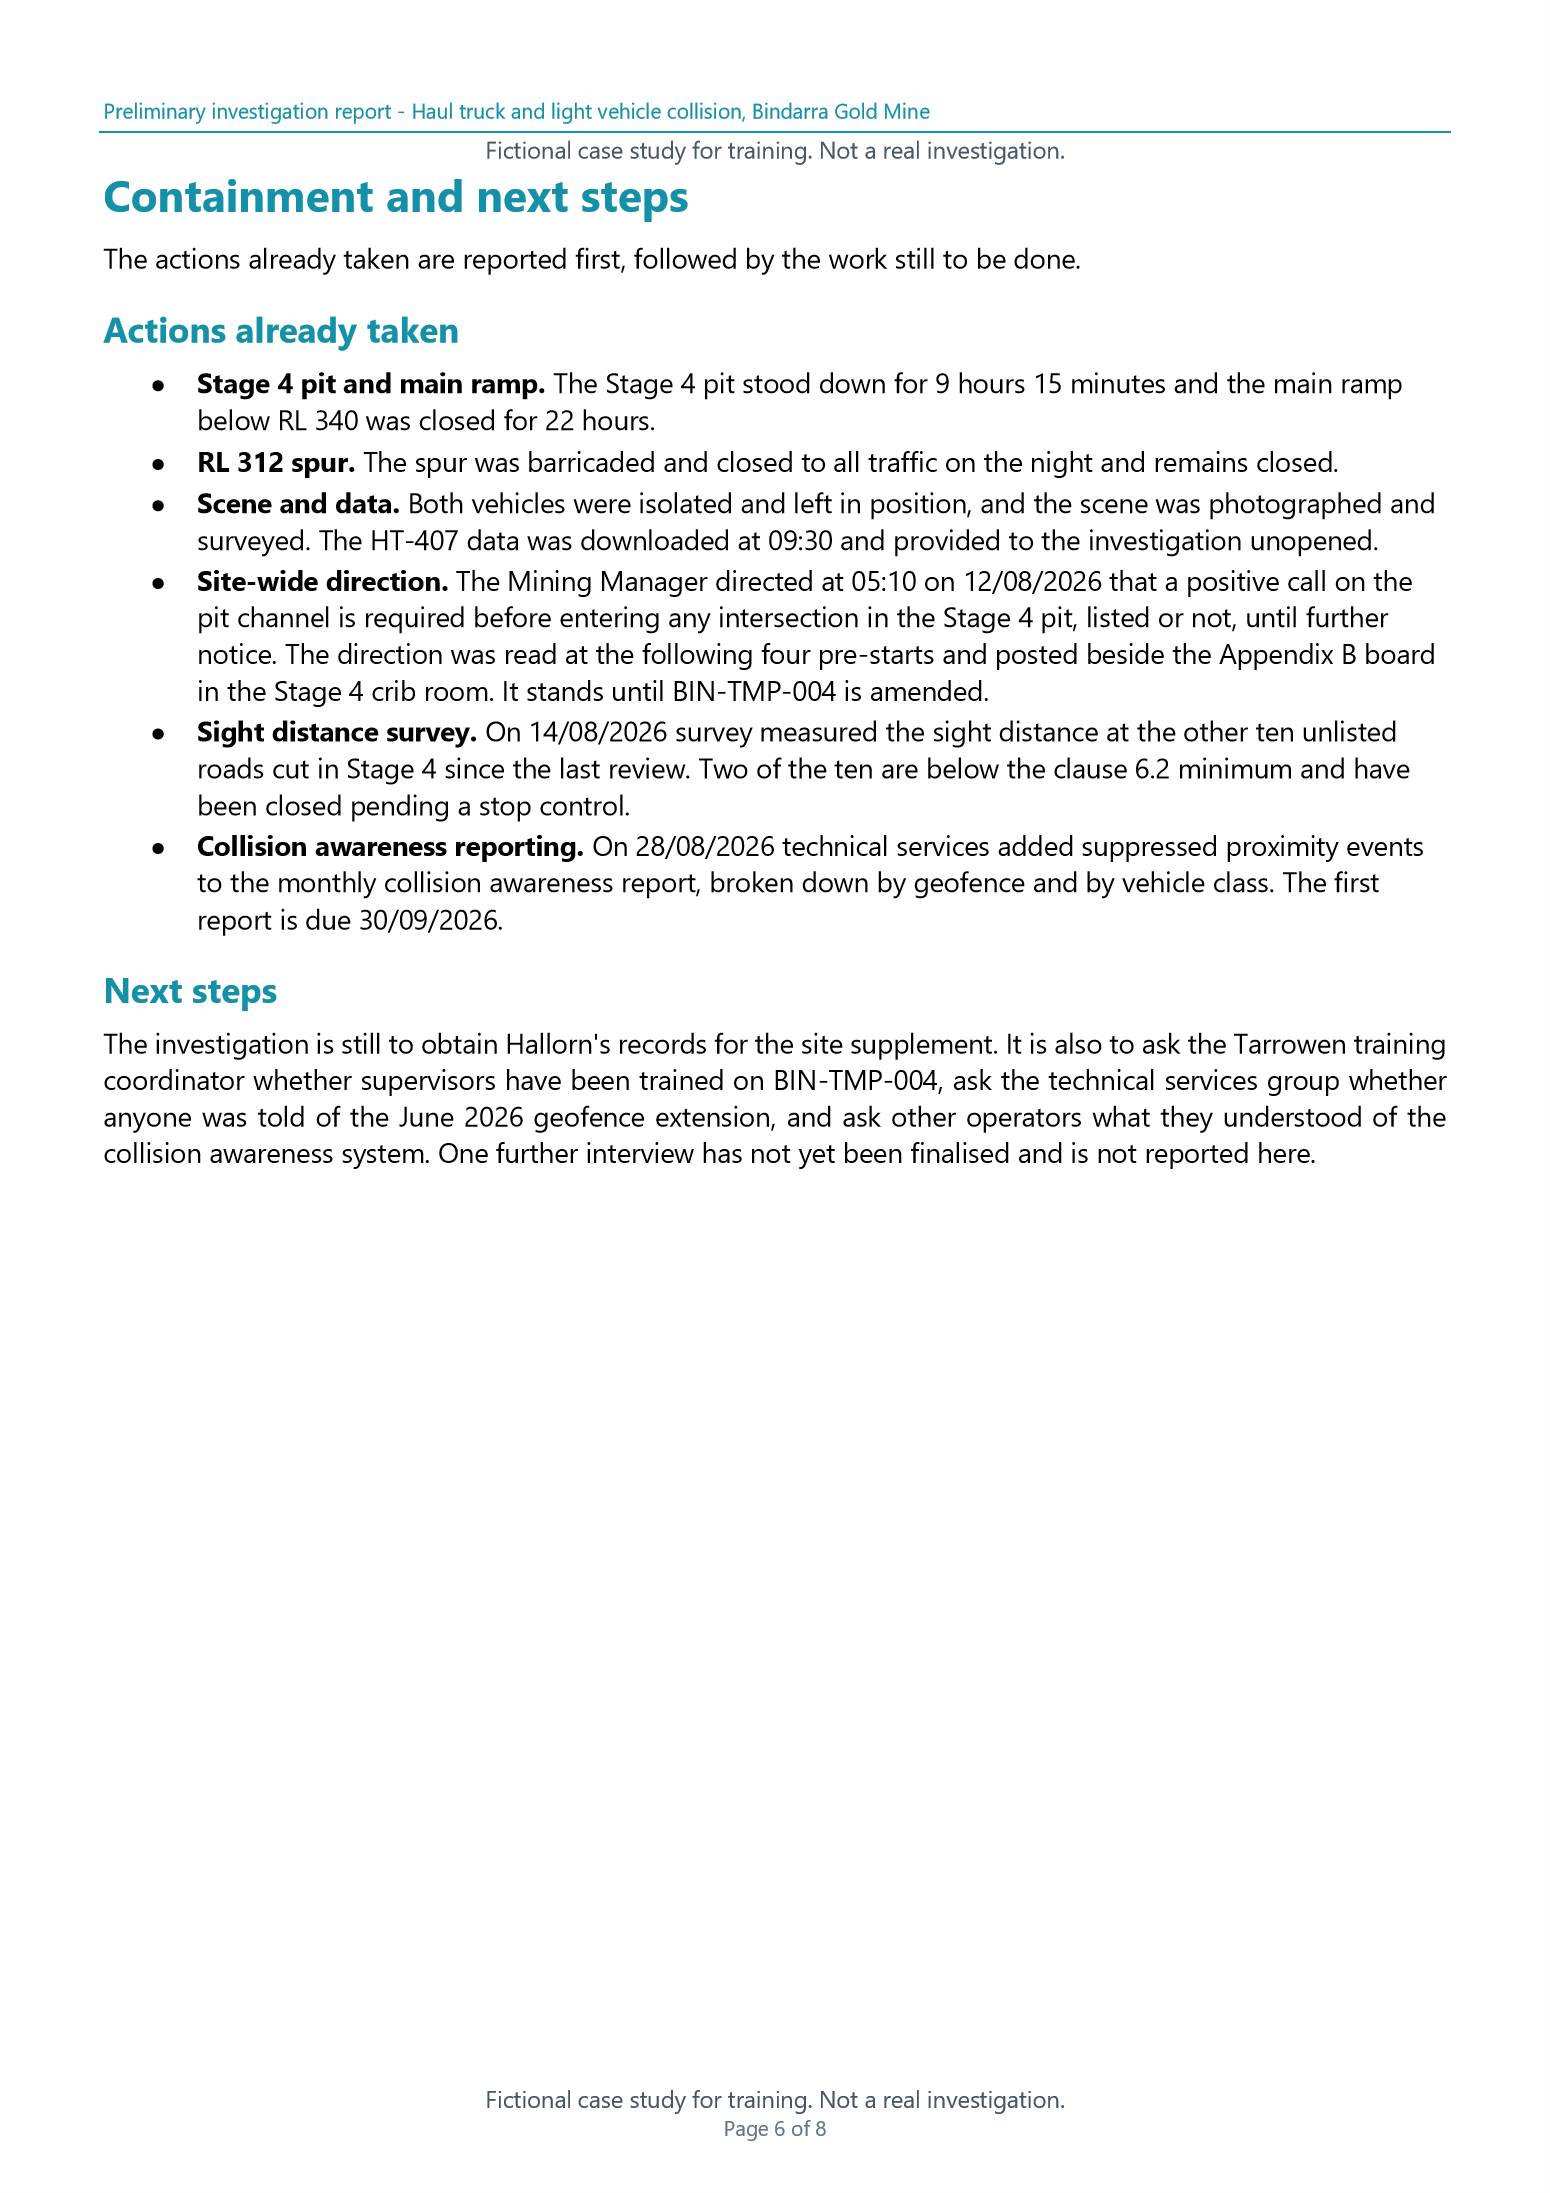 Preliminary investigation report - Haul truck and light vehicle collision, Bindarra Gold Mine
Fictional case study for training. Not a real investigation.
Containment and next steps
The actions already taken are reported first, followed by the work still to be done.
Actions already taken
● Stage 4 pit and main ramp. The Stage 4 pit stood down for 9 hours 15 minutes and the main ramp
below RL 340 was closed for 22 hours.
● RL 312 spur. The spur was barricaded and closed to all traffic on the night and remains closed.
● Scene and data. Both vehicles were isolated and left in position, and the scene was photographed and
surveyed. The HT-407 data was downloaded at 09:30 and provided to the investigation unopened.
● Site-wide direction. The Mining Manager directed at 05:10 on 12/08/2026 that a positive call on the
pit channel is required before entering any intersection in the Stage 4 pit, listed or not, until further
notice. The direction was read at the following four pre-starts and posted beside the Appendix B board
in the Stage 4 crib room. It stands until BIN-TMP-004 is amended.
● Sight distance survey. On 14/08/2026 survey measured the sight distance at the other ten unlisted
roads cut in Stage 4 since the last review. Two of the ten are below the clause 6.2 minimum and have
been closed pending a stop control.
● Collision awareness reporting. On 28/08/2026 technical services added suppressed proximity events
to the monthly collision awareness report, broken down by geofence and by vehicle class. The first
report is due 30/09/2026.
Next steps
The investigation is still to obtain Hallorn's records for the site supplement. It is also to ask the Tarrowen training
coordinator whether supervisors have been trained on BIN-TMP-004, ask the technical services group whether
anyone was told of the June 2026 geofence extension, and ask other operators what they understood of the
collision awareness system. One further interview has not yet been finalised and is not reported here.
Fictional case study for training. Not a real investigation.
Page 6 of 8